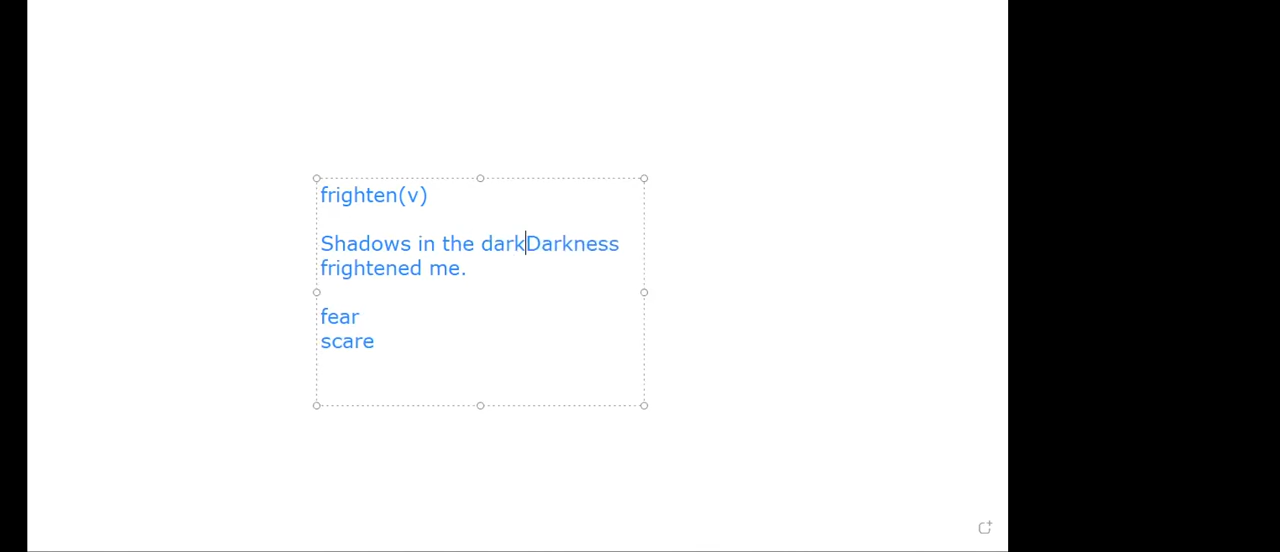 frighten(v)
Shadows in the darkDarkness
frightened me.
fear
scare